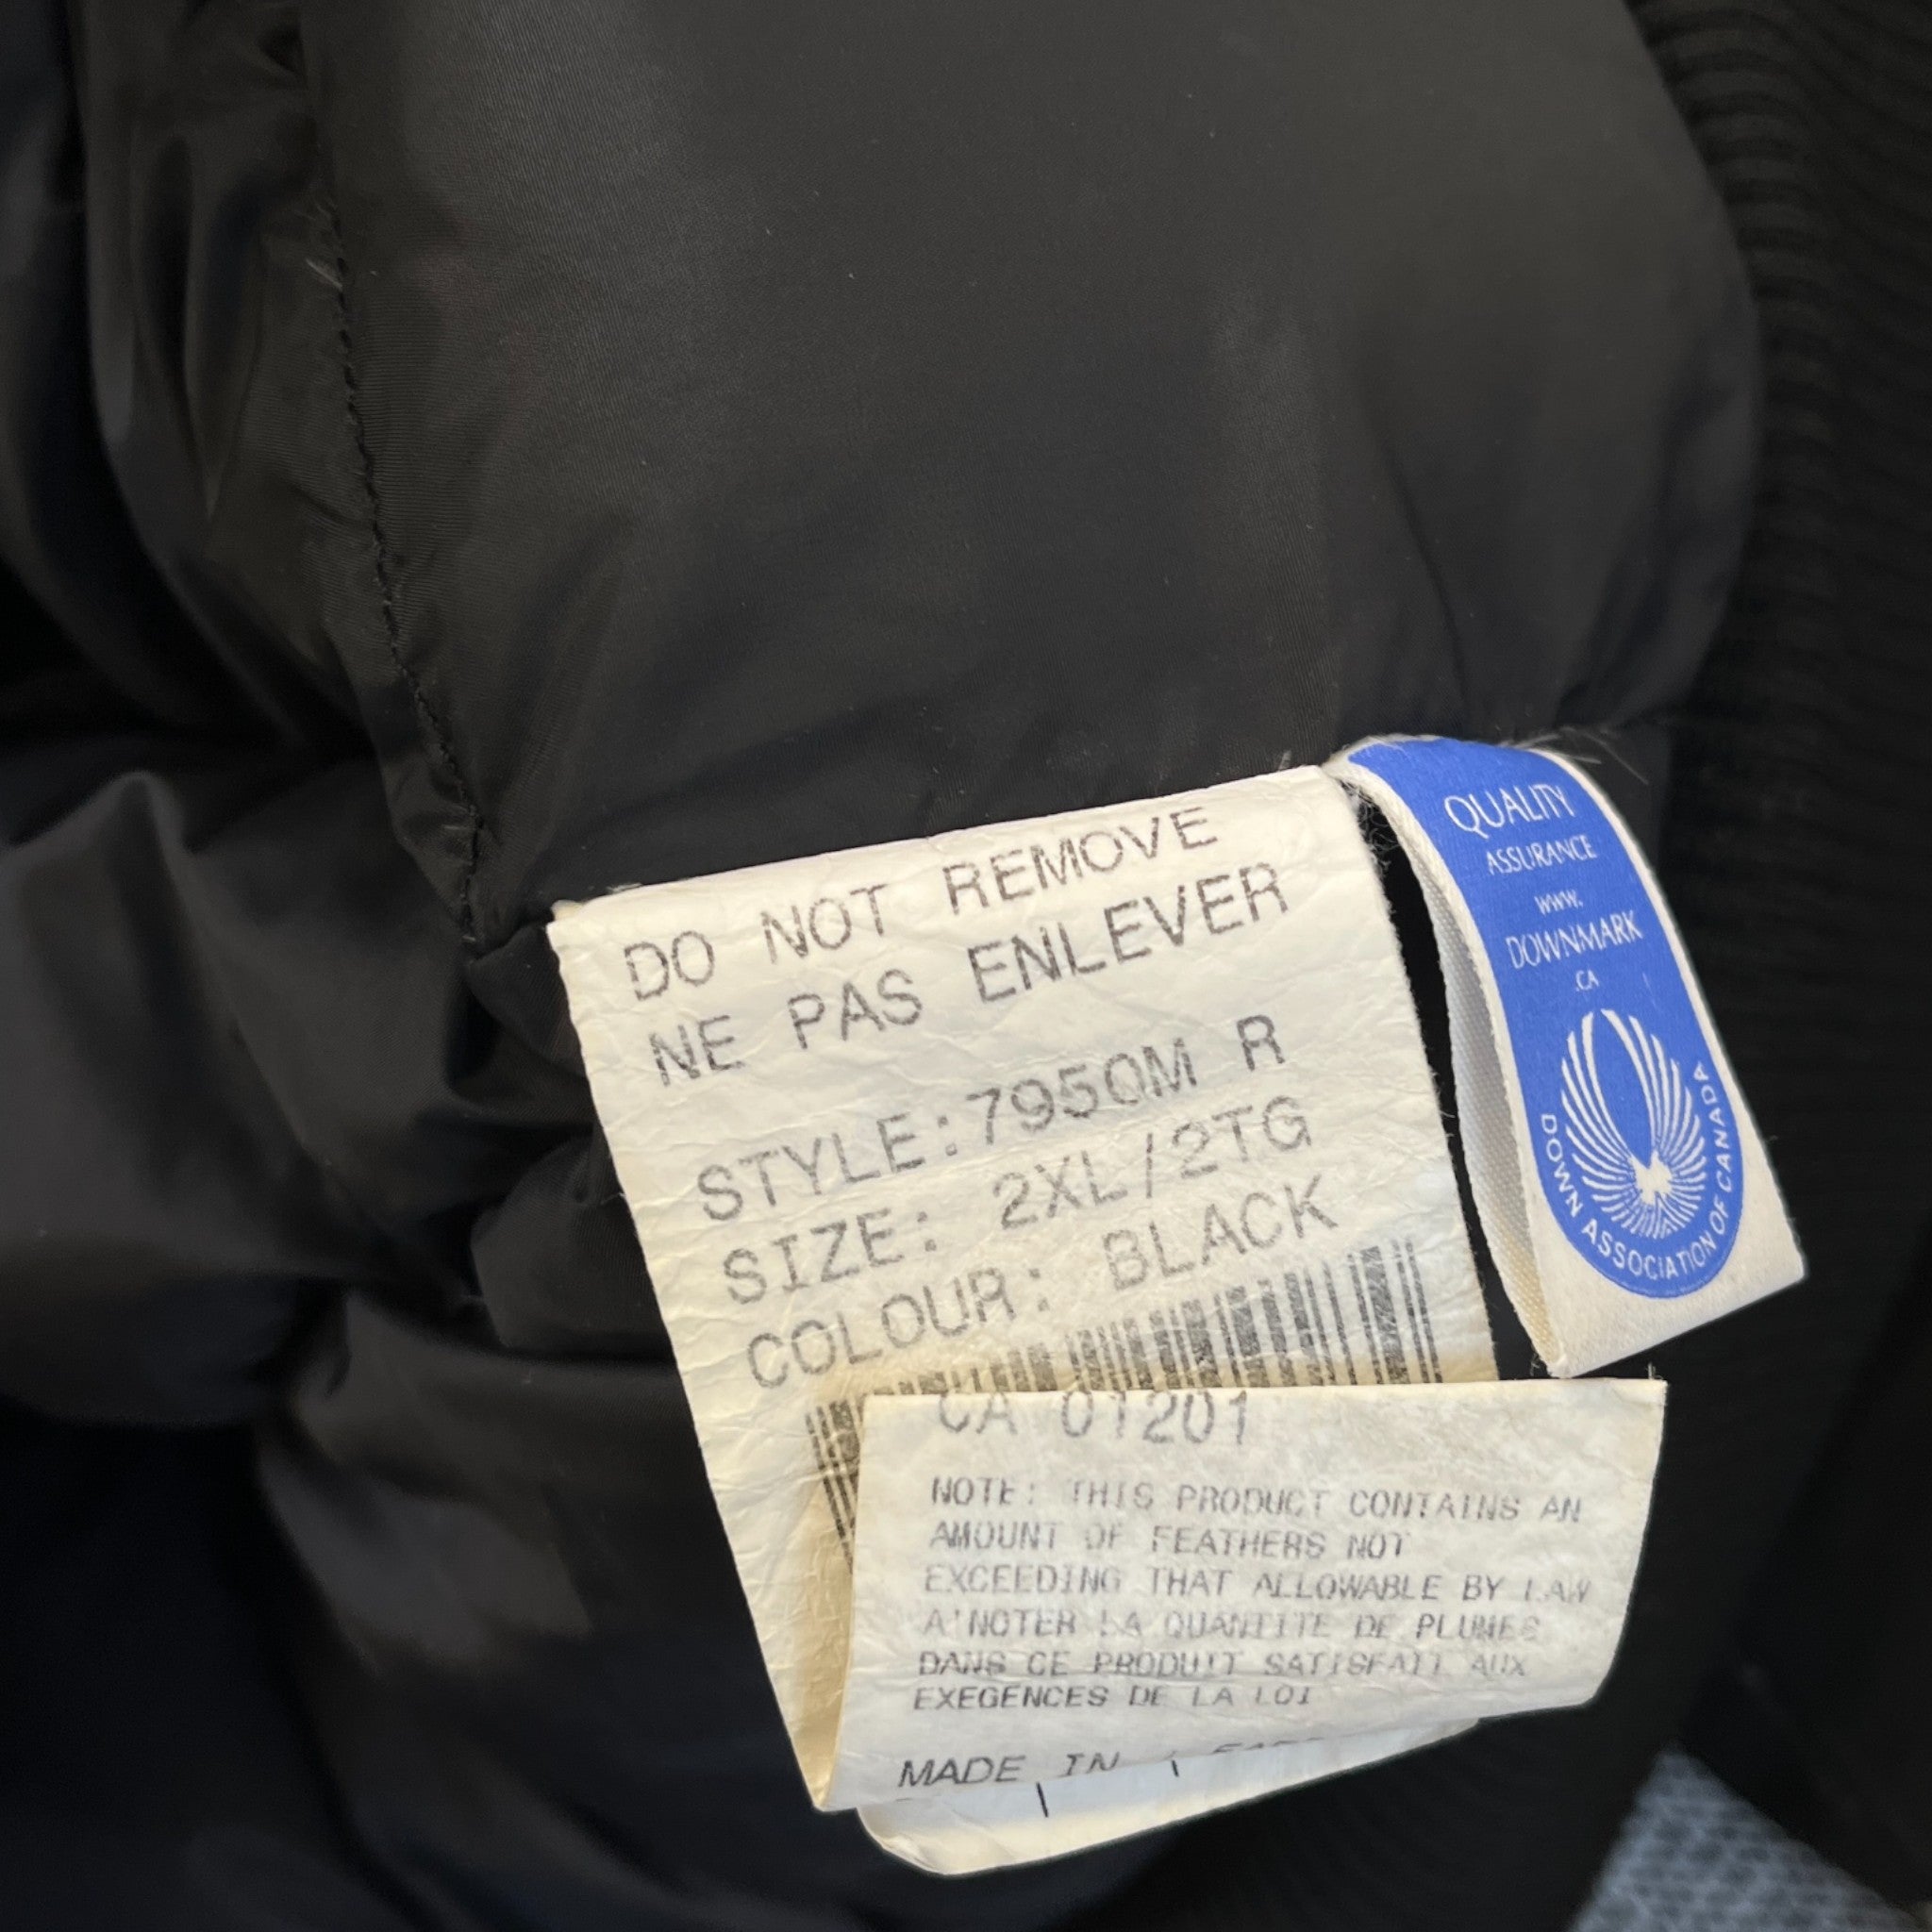 DO NOT REMOVE
NE PAS ENLEVER
STYLE:7950M R
SIZE: 2XL/2TG
COLOUR: BLACK
CA 01201
NOTE: THIS PRODUCT CONTAINS AN
AMOUNT OF FEATHERS NOT
EXCEEDING THAT ALLOWABLE BY LAW
A'NOTER LA QUANTITE DE PLUMES
DANS CE PRODUIT SATISFAIT AUX
EXEGENCES DE LA LOI
MADE IN
QUALITY
ASSURANCE
www.
DOWNMARK
.CA
DOWN ASSOCIATION OF CANADA